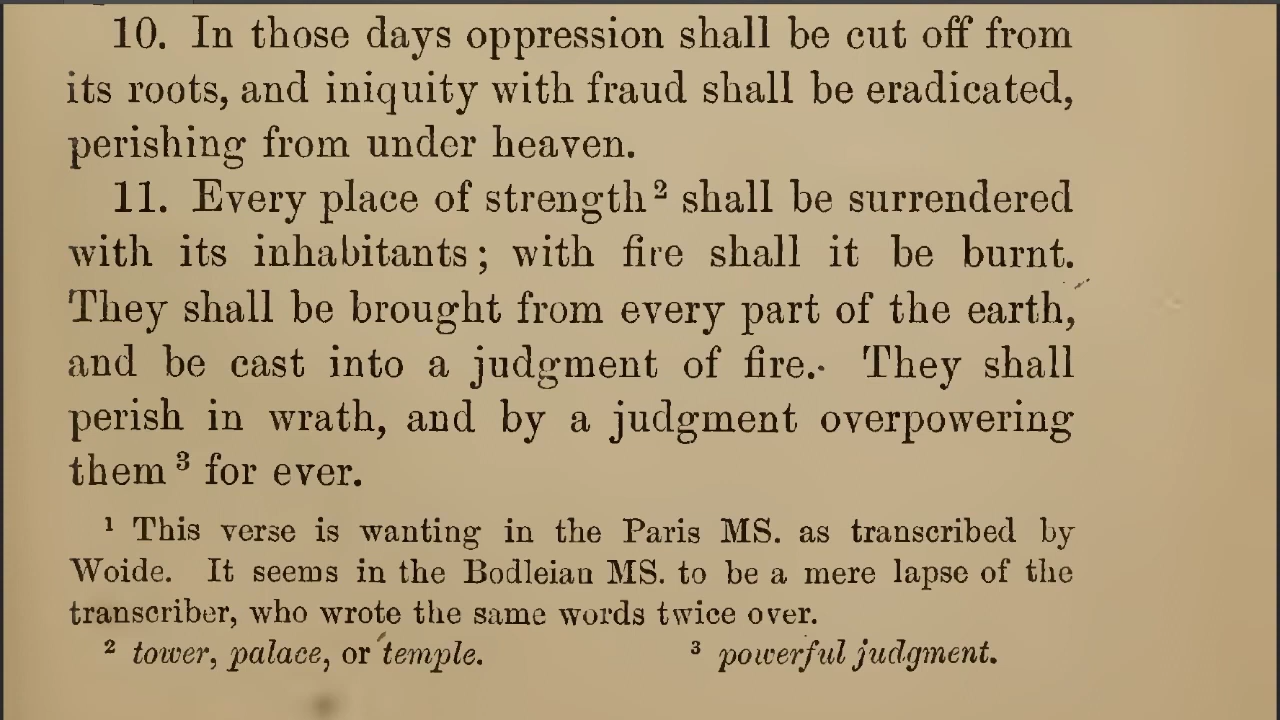 10. In those days oppression shall be cut off from
its roots, and iniquity with fraud shall be eradicated,
perishing from under heaven.
11. Every place of strength² shall be surrendered
with its inhabitants; with fire shall it be burnt.
They shall be brought from every part of the earth,
and be cast into a judgment of fire. They shall
perish in wrath, and by a judgment overpowering
them³ for ever.
¹ This verse is wanting in the Paris MS. as transcribed by
Woide. It seems in the Bodleian MS. to be a mere lapse of the
transcriber, who wrote the same words twice over.
² tower, palace, or temple. ³ powerful judgment.